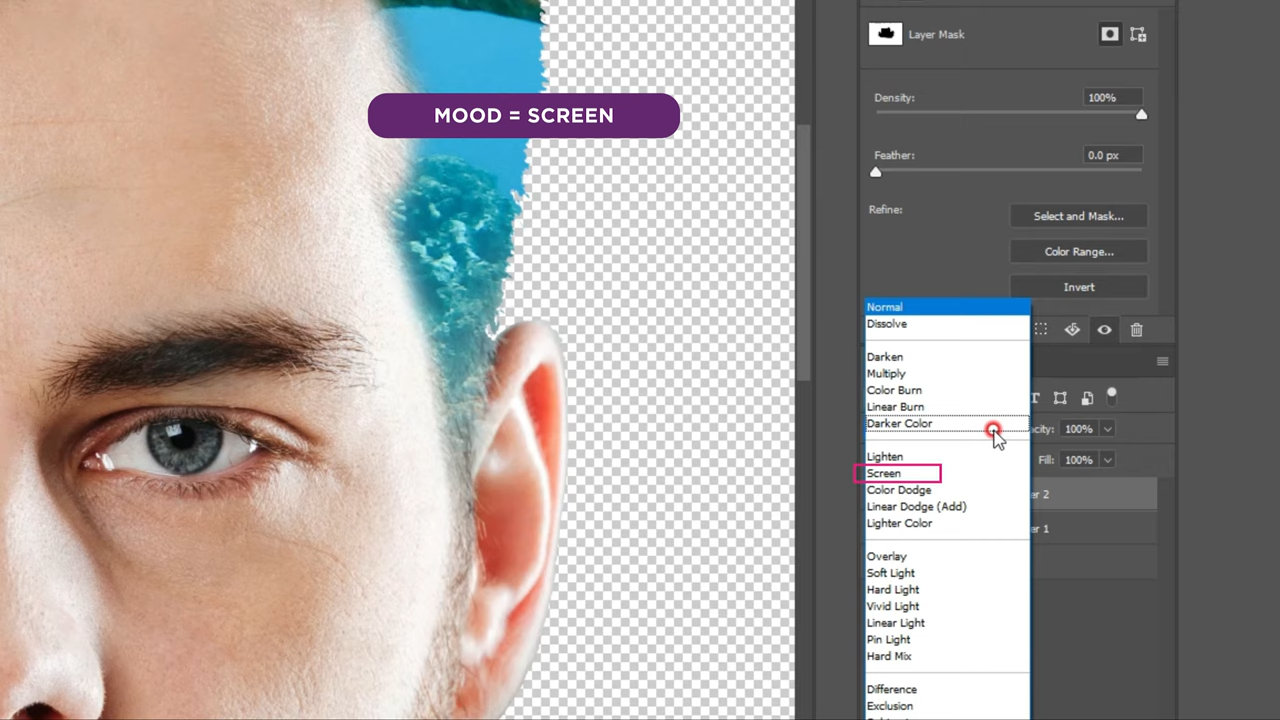 MOOD = SCREEN
Layer Mask
Density:
100%
Feather:
0.0 px
Refine:
Select and Mask...
Color Range...
Invert
Normal
Dissolve
Darken
Multiply
Color Burn
Linear Burn
Darker Color
Lighten
Screen
Color Dodge
Linear Dodge (Add)
Lighter Color
Overlay
Soft Light
Hard Light
Vivid Light
Linear Light
Pin Light
Hard Mix
Difference
Exclusion
acity: 100%
Fill: 100%
er 2
er 1